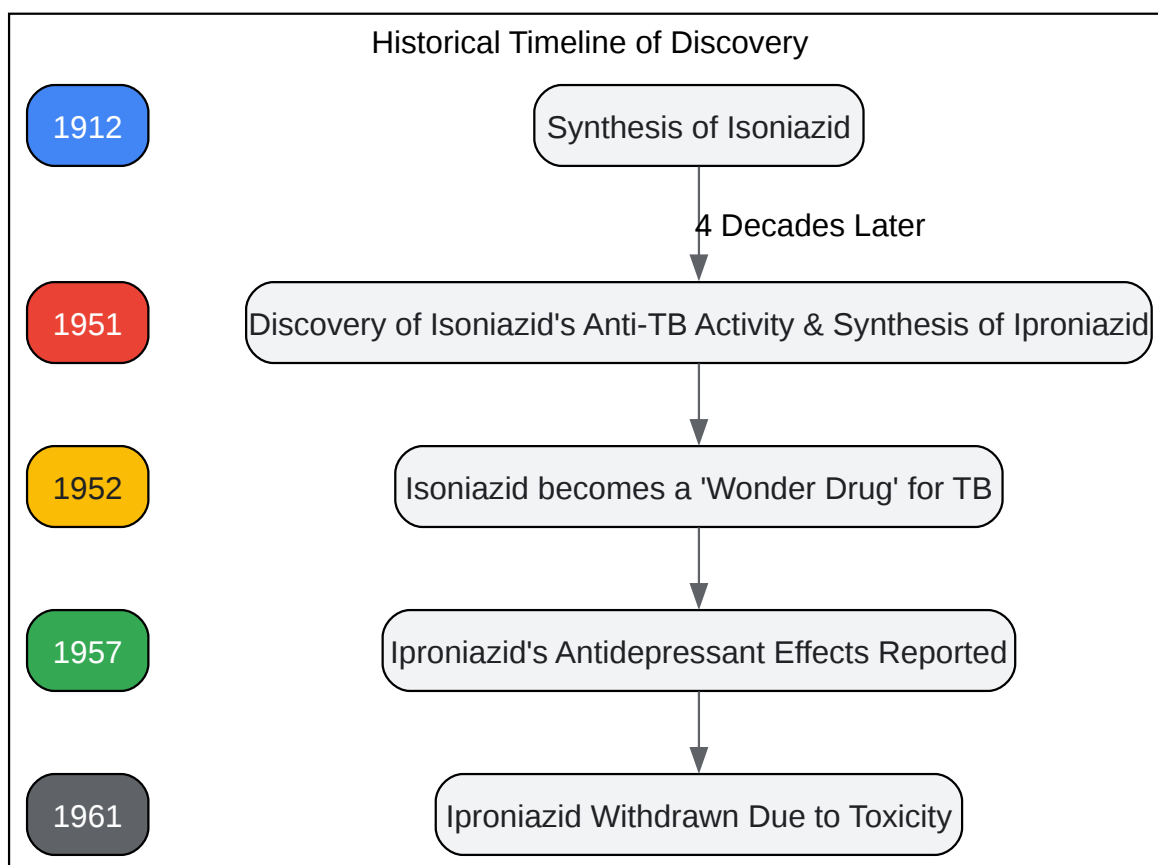 Historical Timeline of Discovery
1912
Synthesis of Isoniazid
4 Decades Later
1951
Discovery of Isoniazid's Anti-TB Activity & Synthesis of Iproniazid
1952
Isoniazid becomes a 'Wonder Drug' for TB
1957
Iproniazid's Antidepressant Effects Reported
1961
Iproniazid Withdrawn Due to Toxicity